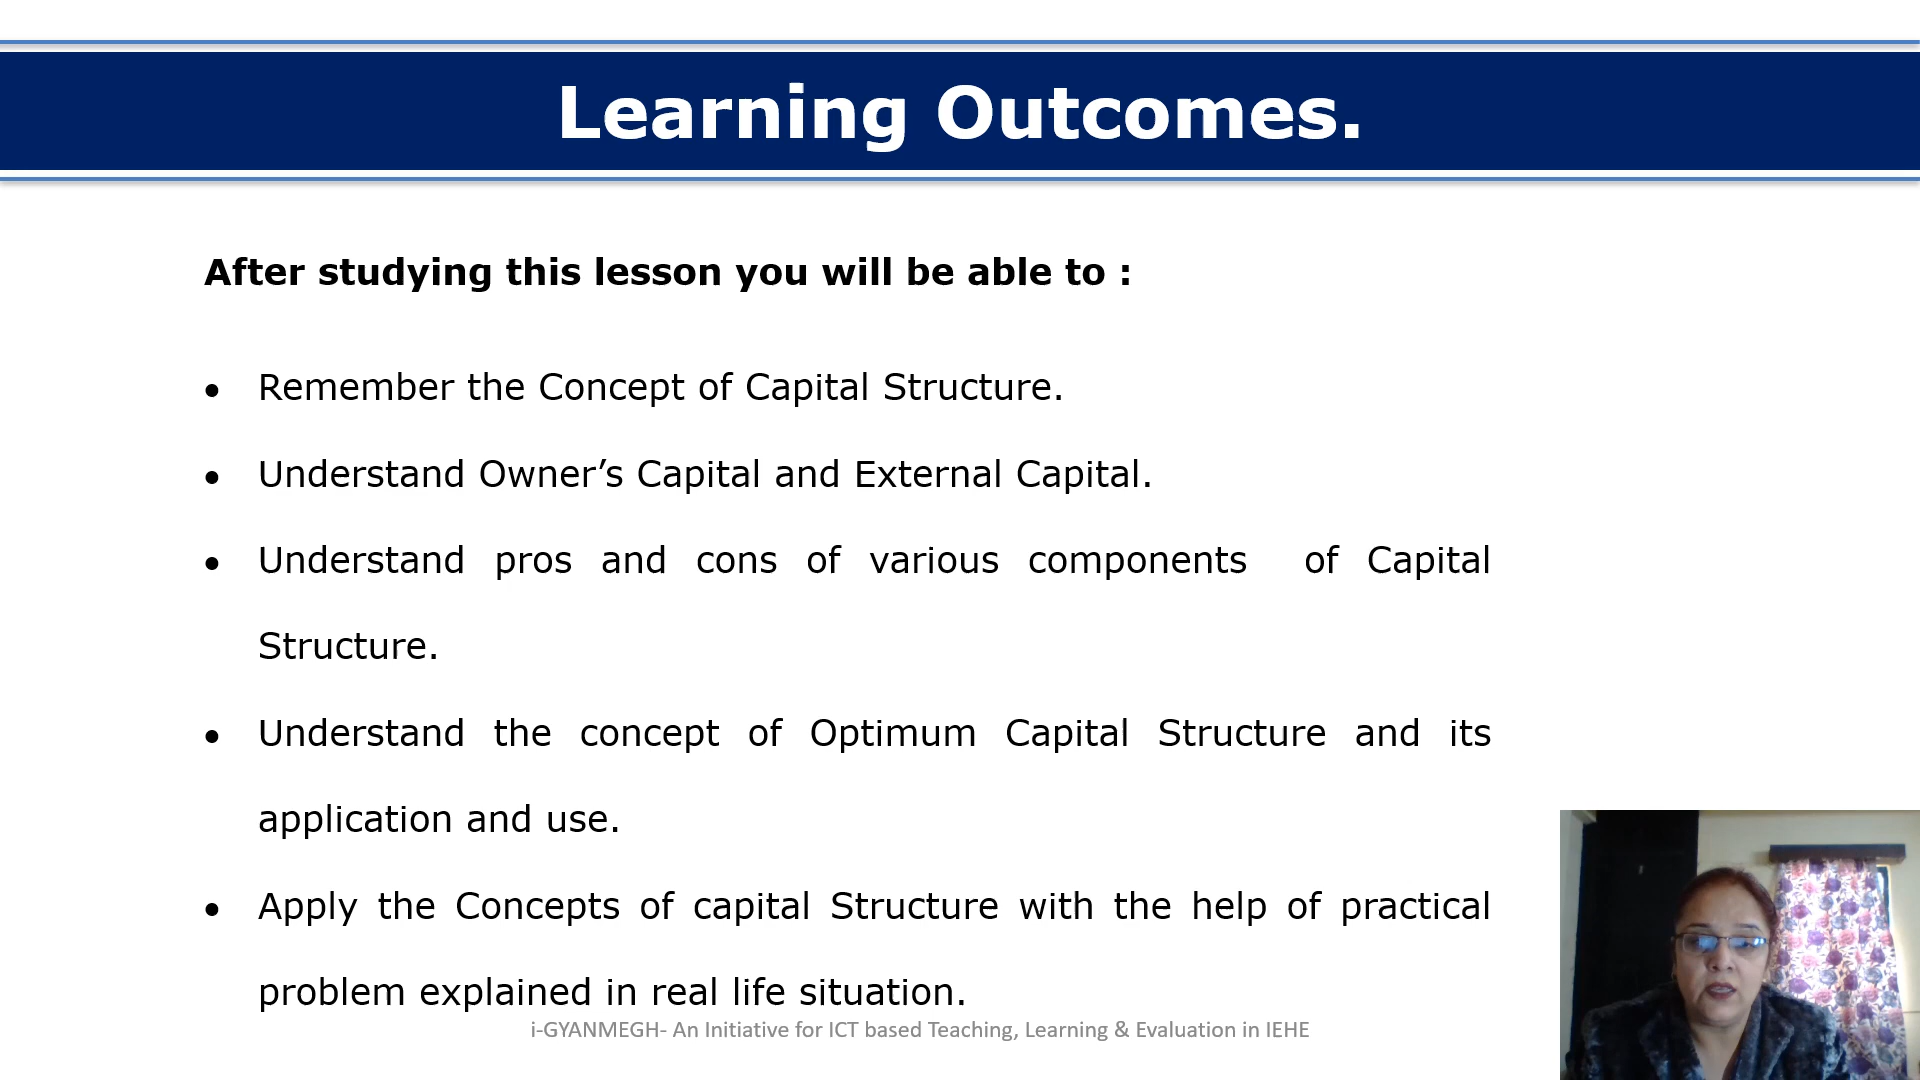 Learning Outcomes.
After studying this lesson you will be able to :
• Remember the Concept of Capital Structure.
• Understand Owner’s Capital and External Capital.
• Understand pros and cons of various components of Capital
Structure.
• Understand the concept of Optimum Capital Structure and its
application and use.
• Apply the Concepts of capital Structure with the help of practical
problem explained in real life situation.
i-GYANMEGH- An Initiative for ICT based Teaching, Learning & Evaluation in IEHE